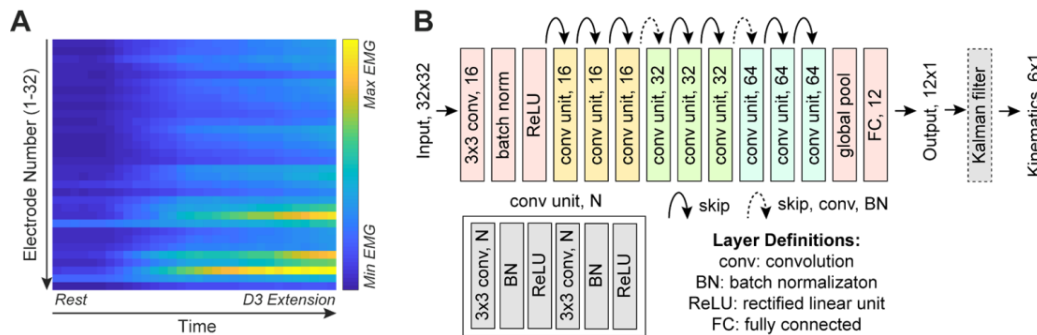 A
Electrode Number (1-32)
Rest
D3 Extension
Time
Max EMG
Min EMG
B
Input, 32x32
3x3 conv, 16
batch norm
ReLU
conv unit, 16
conv unit, 16
conv unit, 16
conv unit, 32
conv unit, 32
conv unit, 32
conv unit, 64
conv unit, 64
conv unit, 64
global pool
FC, 12
Output, 12x1
Kalman filter
Kinematics, 6x1
conv unit, N
3x3 conv, N
BN
ReLU
3x3 conv, N
BN
ReLU
skip
skip, conv, BN
Layer Definitions:
conv: convolution
BN: batch normalizaton
ReLU: rectified linear unit
FC: fully connected